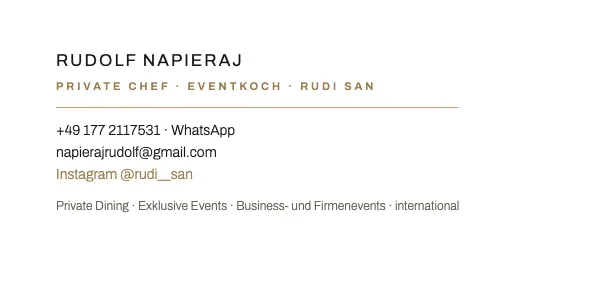 RUDOLF NAPIERAJ
PRIVATE CHEF · EVENTKOCH · RUDI SAN
+49 177 2117531 · WhatsApp
napierajrudolf@gmail.com
Instagram @rudi__san
Private Dining · Exklusive Events · Business- und Firmenevents · international